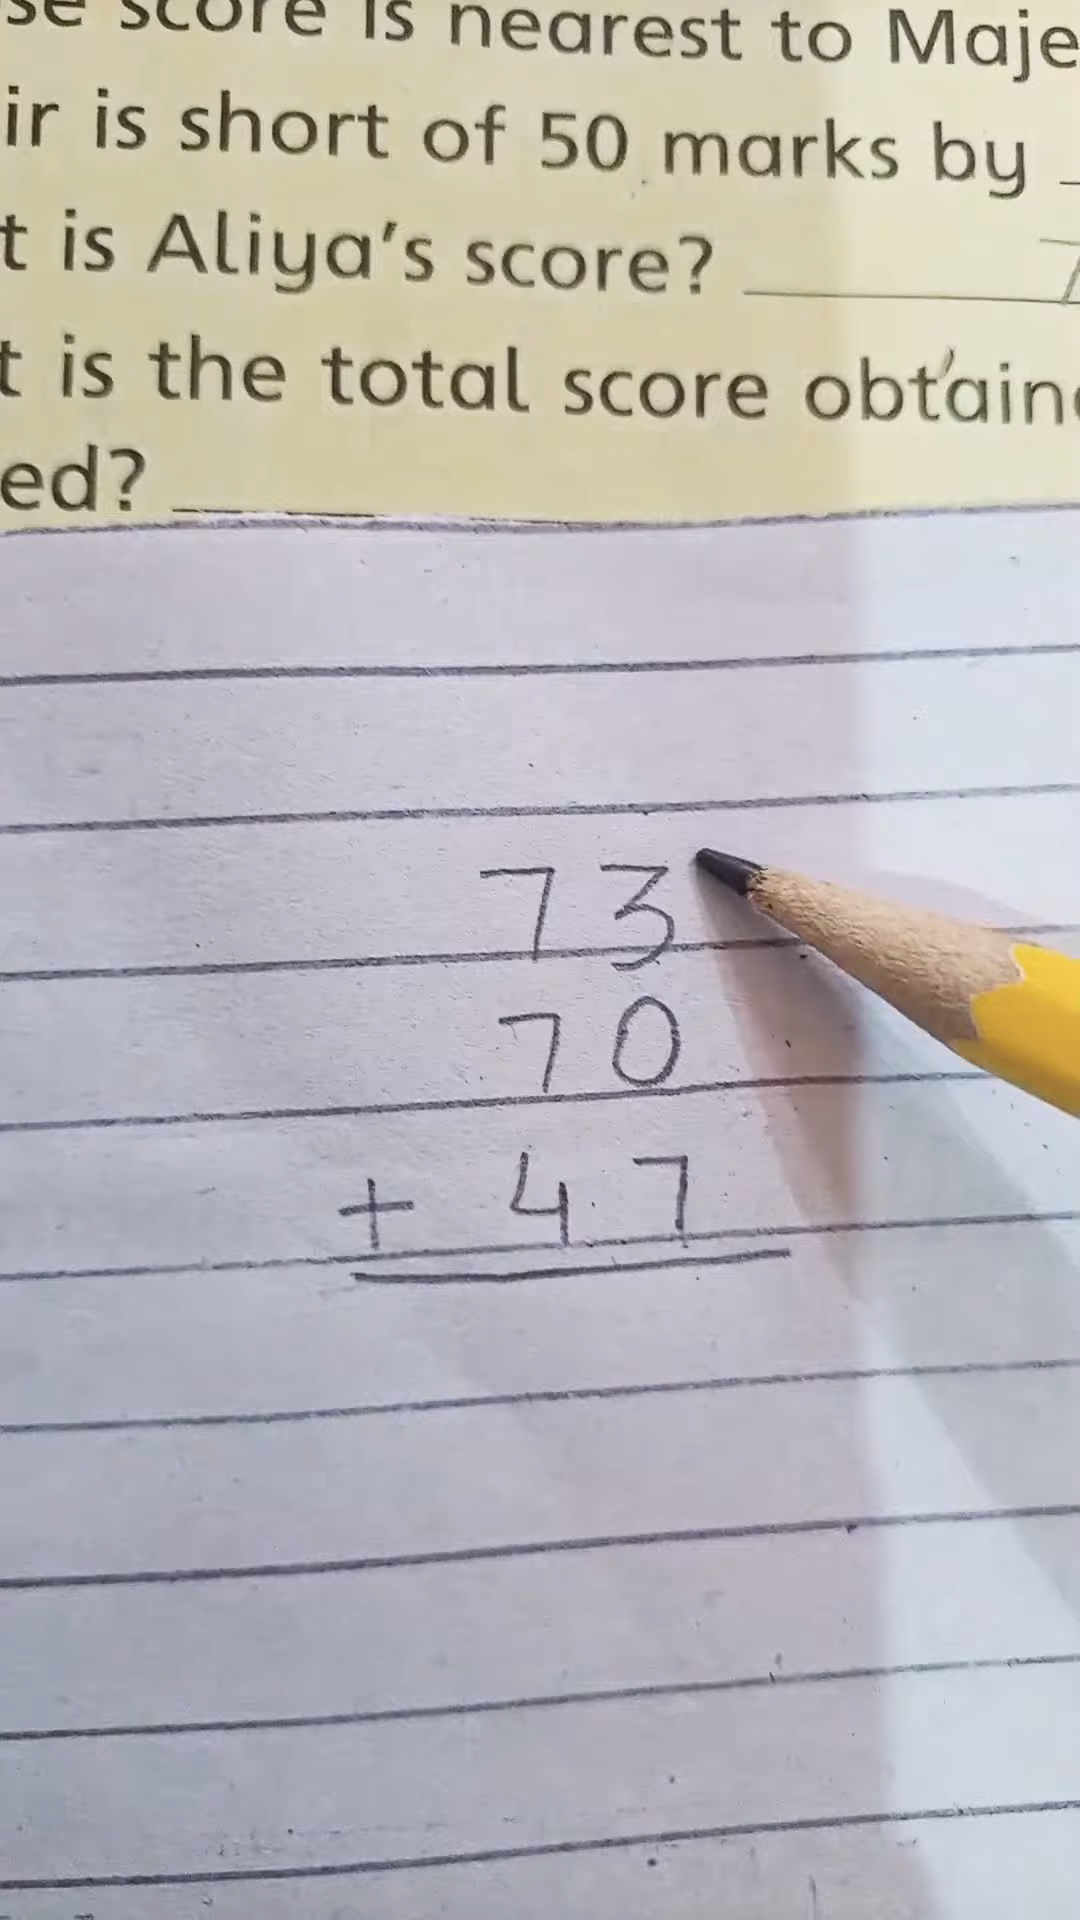 se score is nearest to Maje
ir is short of 50 marks by
t is Aliya's score? 7
t is the total score obtain
ed?
73
70
+ 47